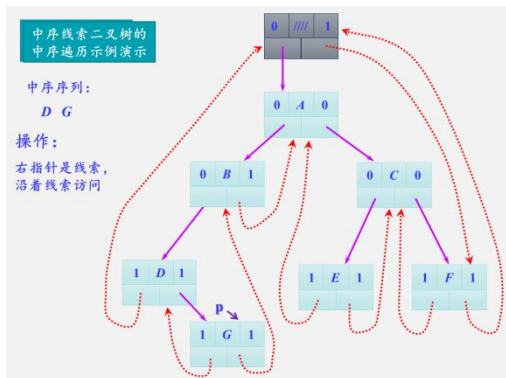 中序线索二叉树的
中序遍历示例演示
中序序列：
D G
操作：
右指针是线索，
沿着线索访问
0 //// 1
0 A 0
0 B 1
0 C 0
1 D 1
1 E 1
1 F 1
p
1 G 1